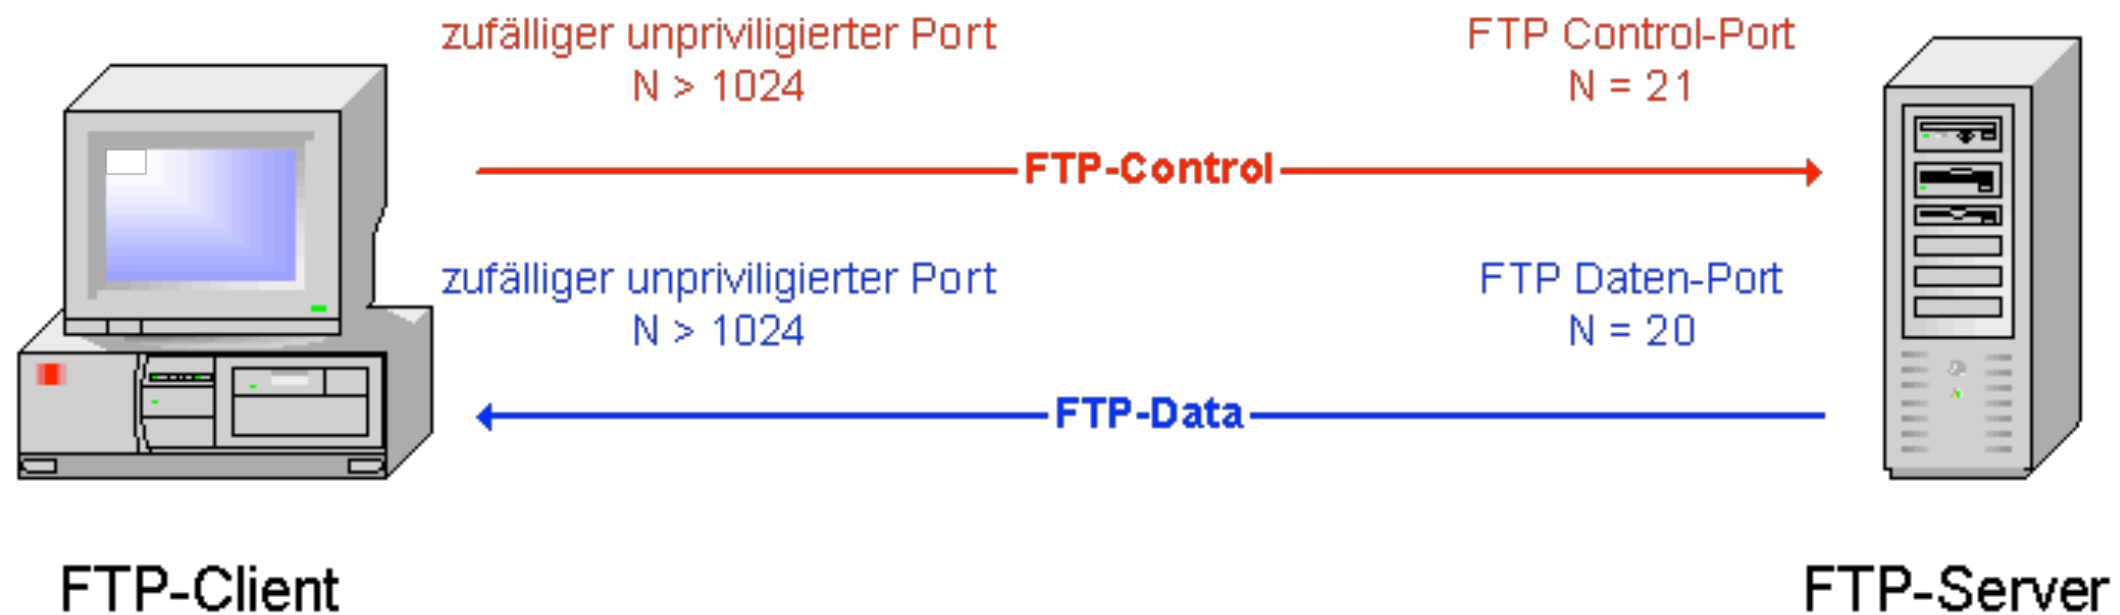 zufälliger unpriviligierter Port
N > 1024
FTP Control-Port
N = 21
FTP-Control
zufälliger unpriviligierter Port
N > 1024
FTP Daten-Port
N = 20
FTP-Data
FTP-Client
FTP-Server